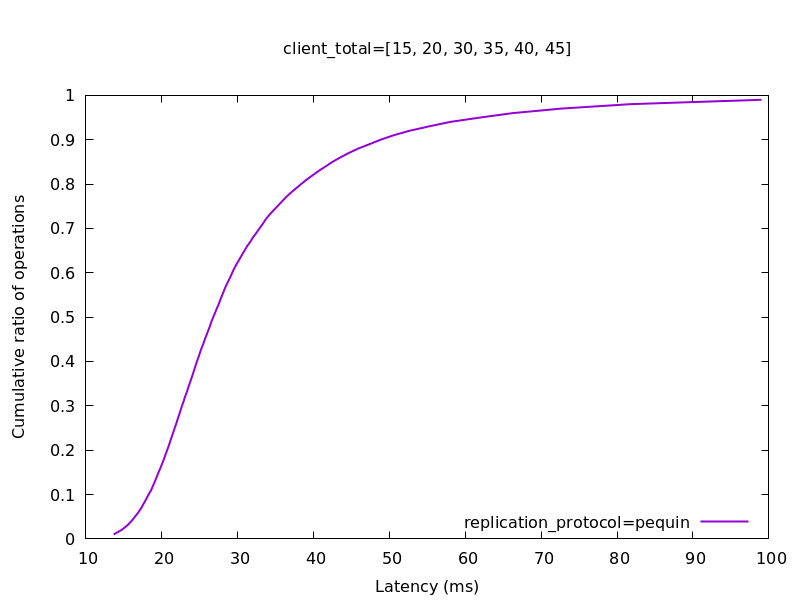 client_total=[15, 20, 30, 35, 40, 45]
1
0.9
0.8
0.7
0.6
0.5
0.4
0.3
0.2
0.1
0
Cumulative ratio of operations
replication_protocol=pequin
10 20 30 40 50 60 70 80 90 100
Latency (ms)